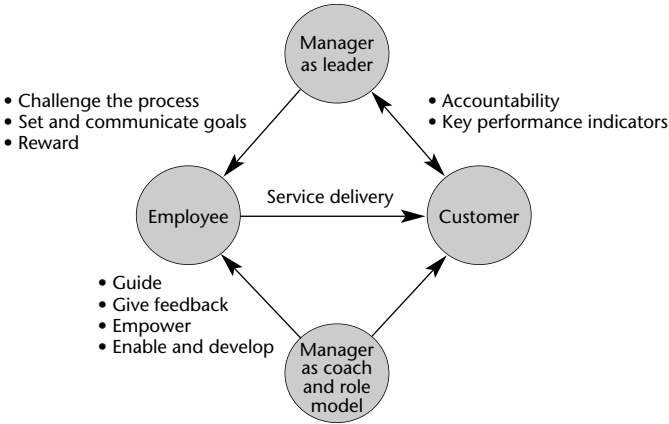 Manager
as leader
• Challenge the process
• Set and communicate goals
• Reward
• Accountability
• Key performance indicators
Employee
Service delivery
Customer
• Guide
• Give feedback
• Empower
• Enable and develop
Manager
as coach
and role
model